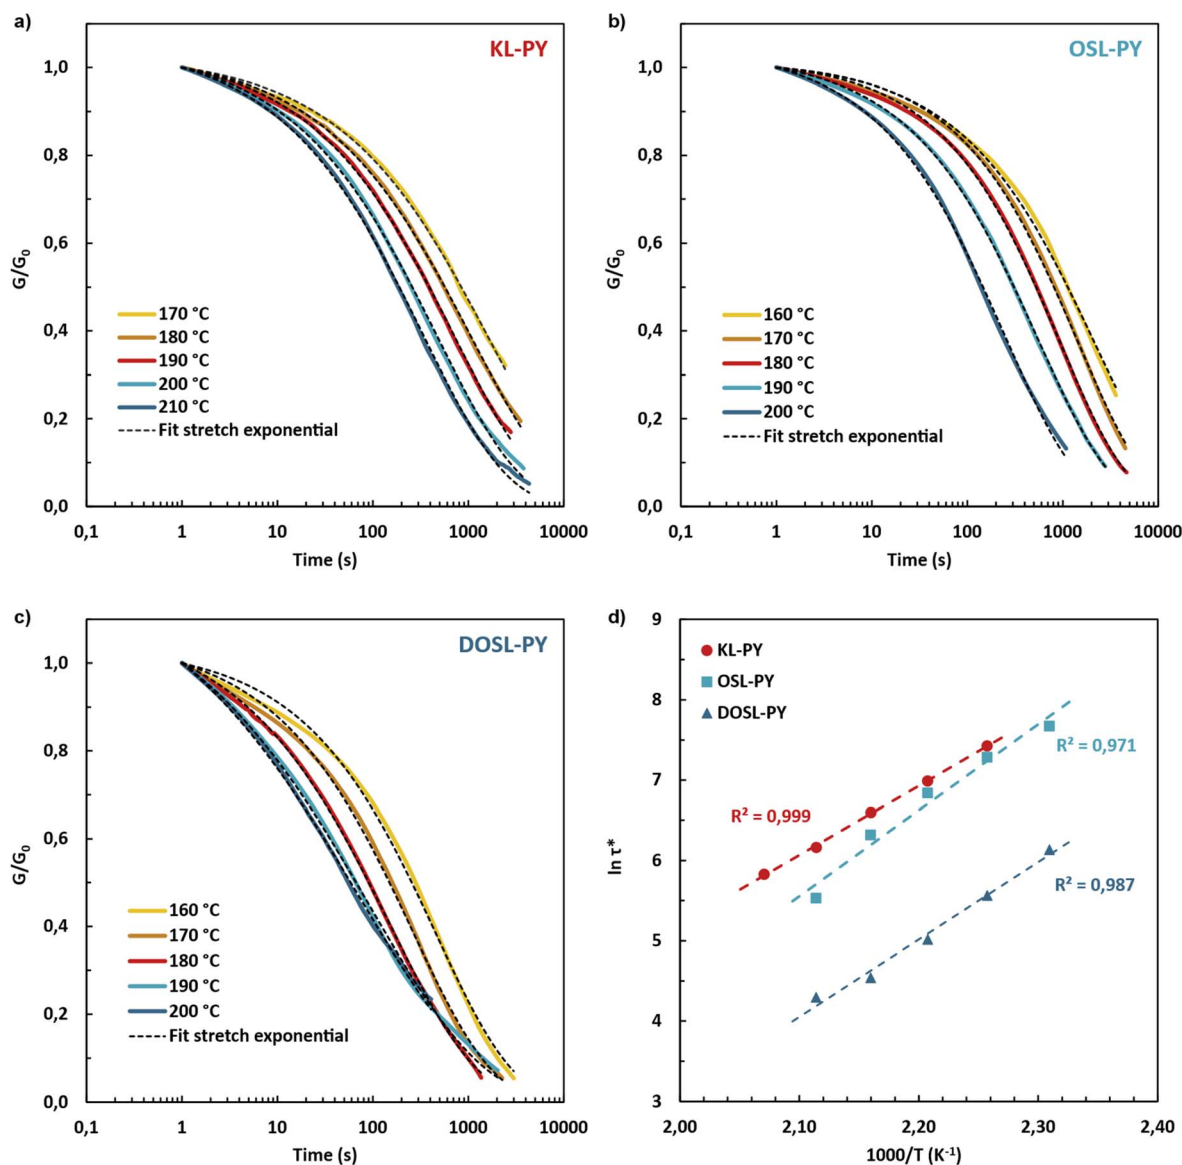 a)
KL-PY
1,0
0,8
0,6
0,4
0,2
0,0
G/G0
170 °C
180 °C
190 °C
200 °C
210 °C
Fit stretch exponential
0,1 1 10 100 1000 10000
Time (s)
b)
OSL-PY
1,0
0,8
0,6
0,4
0,2
0,0
G/G0
160 °C
170 °C
180 °C
190 °C
200 °C
Fit stretch exponential
0,1 1 10 100 1000 10000
Time (s)
c)
DOSL-PY
1,0
0,8
0,6
0,4
0,2
0,0
G/G0
160 °C
170 °C
180 °C
190 °C
200 °C
Fit stretch exponential
0,1 1 10 100 1000 10000
Time (s)
d)
9
8
7
6
5
4
3
ln τ*
KL-PY
OSL-PY
DOSL-PY
R² = 0,971
R² = 0,999
R² = 0,987
2,00 2,10 2,20 2,30 2,40
1000/T (K⁻¹)